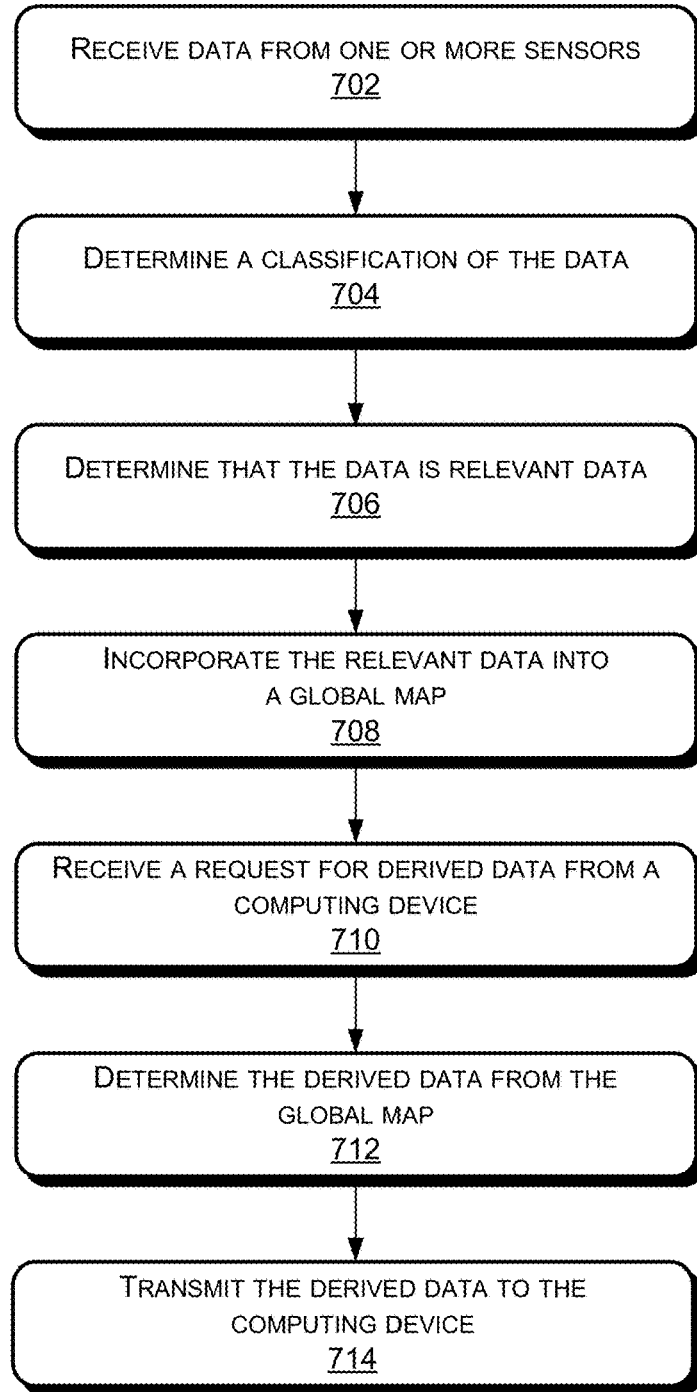 RECEIVE DATA FROM ONE OR MORE SENSORS
702
DETERMINE A CLASSIFICATION OF THE DATA
704
DETERMINE THAT THE DATA IS RELEVANT DATA
706
INCORPORATE THE RELEVANT DATA INTO
A GLOBAL MAP
708
RECEIVE A REQUEST FOR DERIVED DATA FROM A
COMPUTING DEVICE
710
DETERMINE THE DERIVED DATA FROM THE
GLOBAL MAP
712
TRANSMIT THE DERIVED DATA TO THE
COMPUTING DEVICE
714